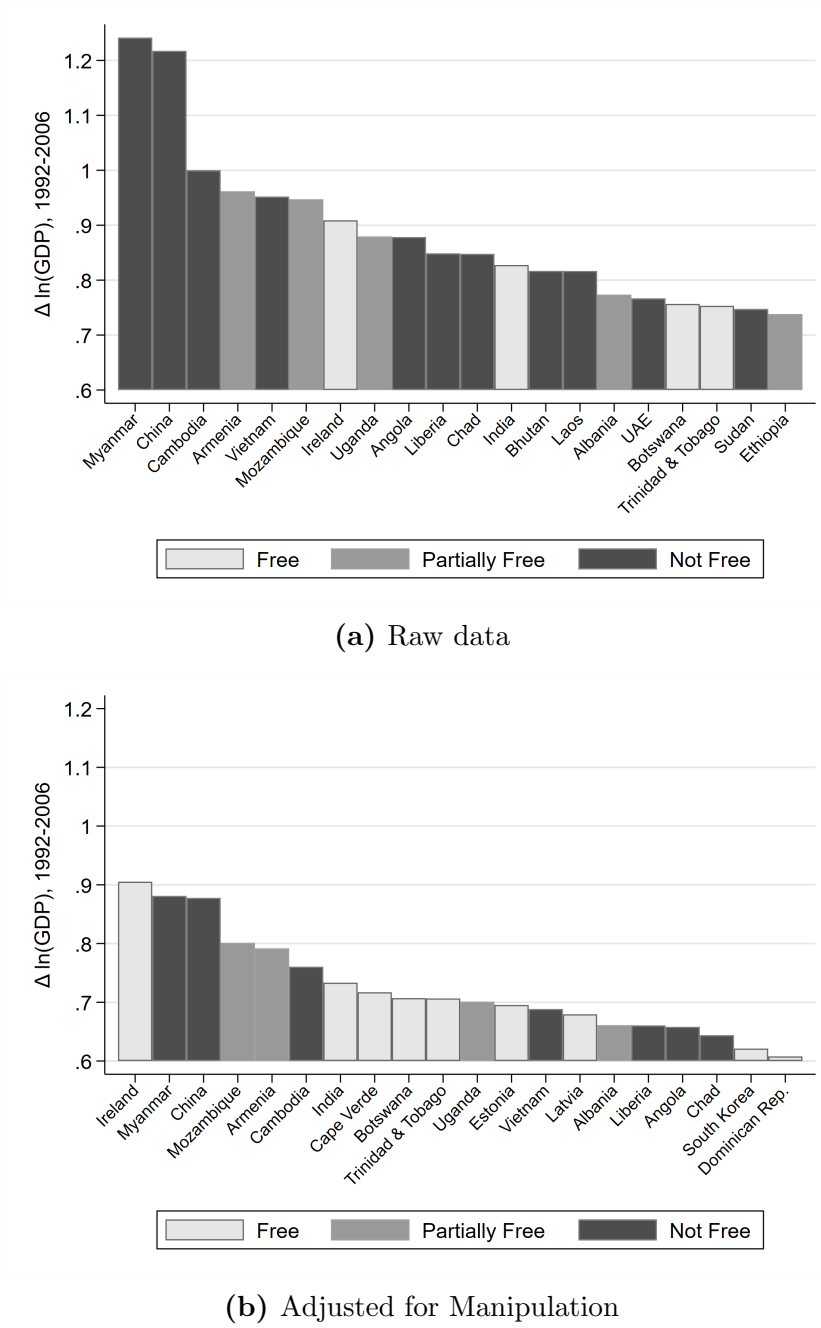 Δ ln(GDP), 1992-2006
1.2
1.1
1
.9
.8
.7
.6
Myanmar
China
Cambodia
Armenia
Vietnam
Mozambique
Ireland
Uganda
Angola
Liberia
Chad
India
Bhutan
Laos
Albania
UAE
Botswana
Trinidad & Tobago
Sudan
Ethiopia
Free Partially Free Not Free
(a) Raw data
Δ ln(GDP), 1992-2006
1.2
1.1
1
.9
.8
.7
.6
Ireland
Myanmar
China
Mozambique
Armenia
Cambodia
India
Cape Verde
Botswana
Trinidad & Tobago
Uganda
Estonia
Vietnam
Latvia
Albania
Liberia
Angola
Chad
South Korea
Dominican Rep.
Free Partially Free Not Free
(b) Adjusted for Manipulation